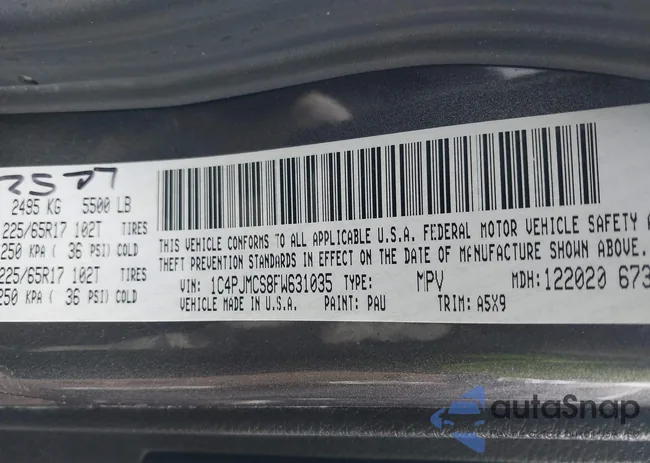 2495 KG 5500 LB
225/65R17 102T TIRES
250 KPA ( 36 PSI) COLD
225/65R17 102T TIRES
250 KPA ( 36 PSI) COLD
THIS VEHICLE CONFORMS TO ALL APPLICABLE U.S.A. FEDERAL MOTOR VEHICLE SAFETY
THEFT PREVENTION STANDARDS IN EFFECT ON THE DATE OF MANUFACTURE SHOWN ABOVE.
VIN: 1C4PJMCS8FW631035 TYPE: MPV MDH: 122020 673
VEHICLE MADE IN U.S.A. PAINT: PAU TRIM: A5X9
autoSnap